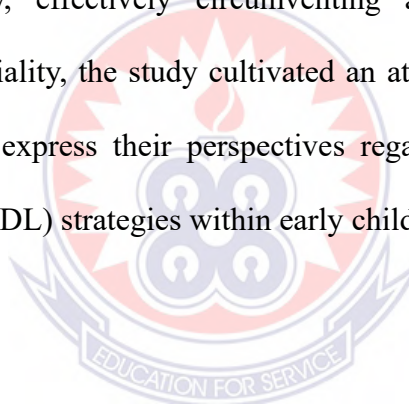 effectively circumventing
iality, the study cultivated an at
express their perspectives rega
DL) strategies within early child
EDUCATION FOR SERVICE